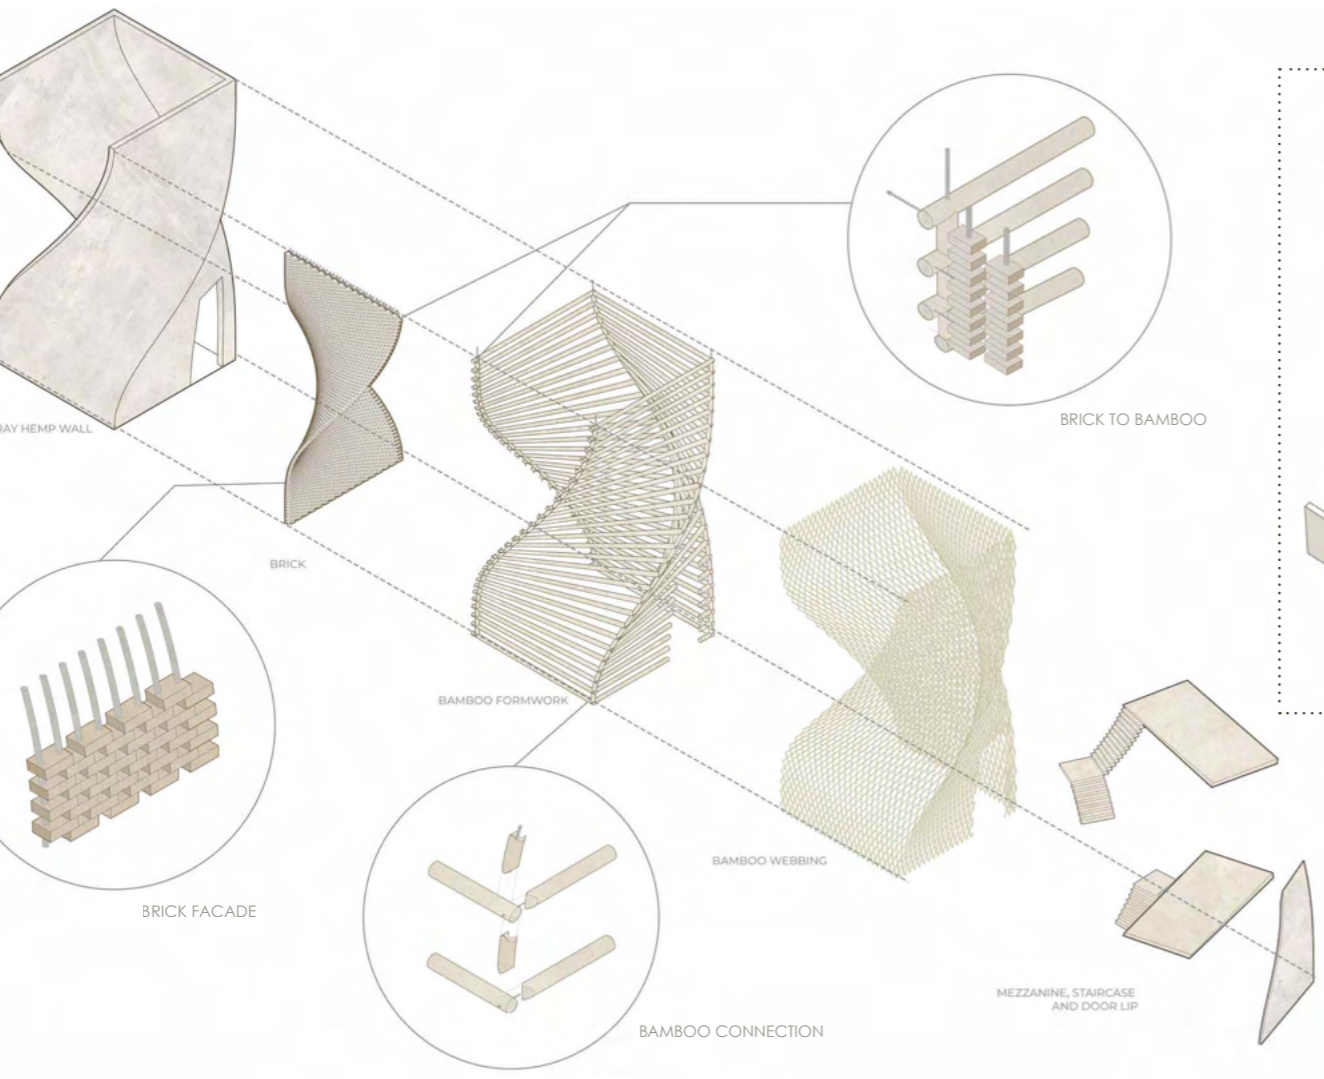 RAY HEMP WALL
BRICK
BRICK TO BAMBOO
BAMBOO FORMWORK
BAMBOO WEBBING
BRICK FACADE
MEZZANINE, STAIRCASE
AND DOOR LIP
BAMBOO CONNECTION